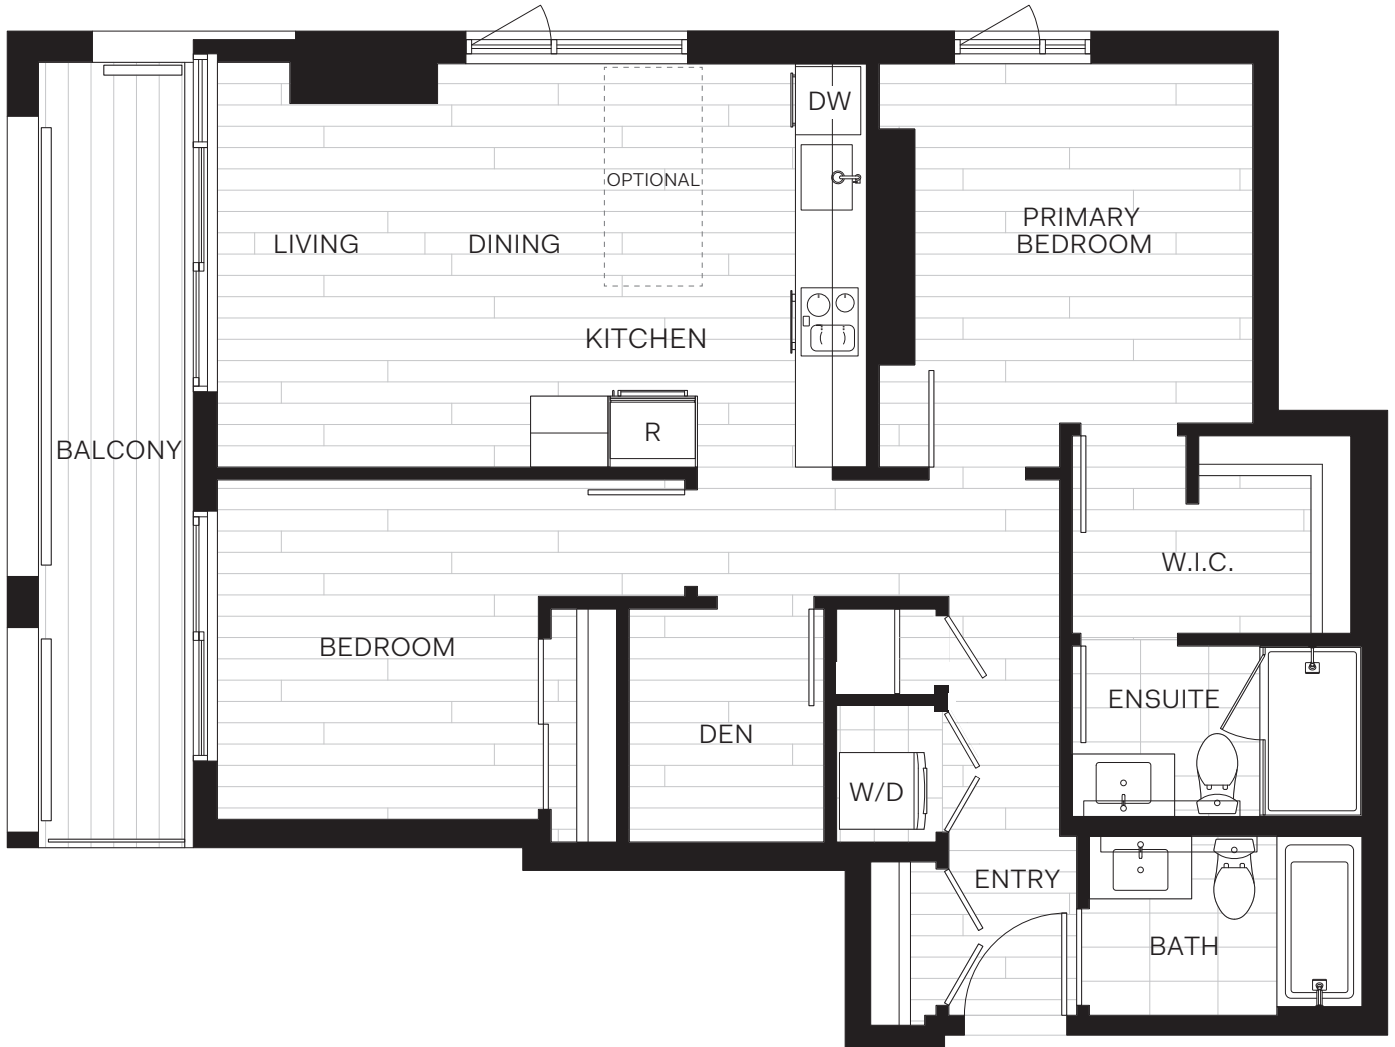 DW
OPTIONAL
PRIMARY
BEDROOM
LIVING
DINING
KITCHEN
R
BALCONY
W.I.C.
BEDROOM
ENSUITE
DEN
W/D
ENTRY
BATH